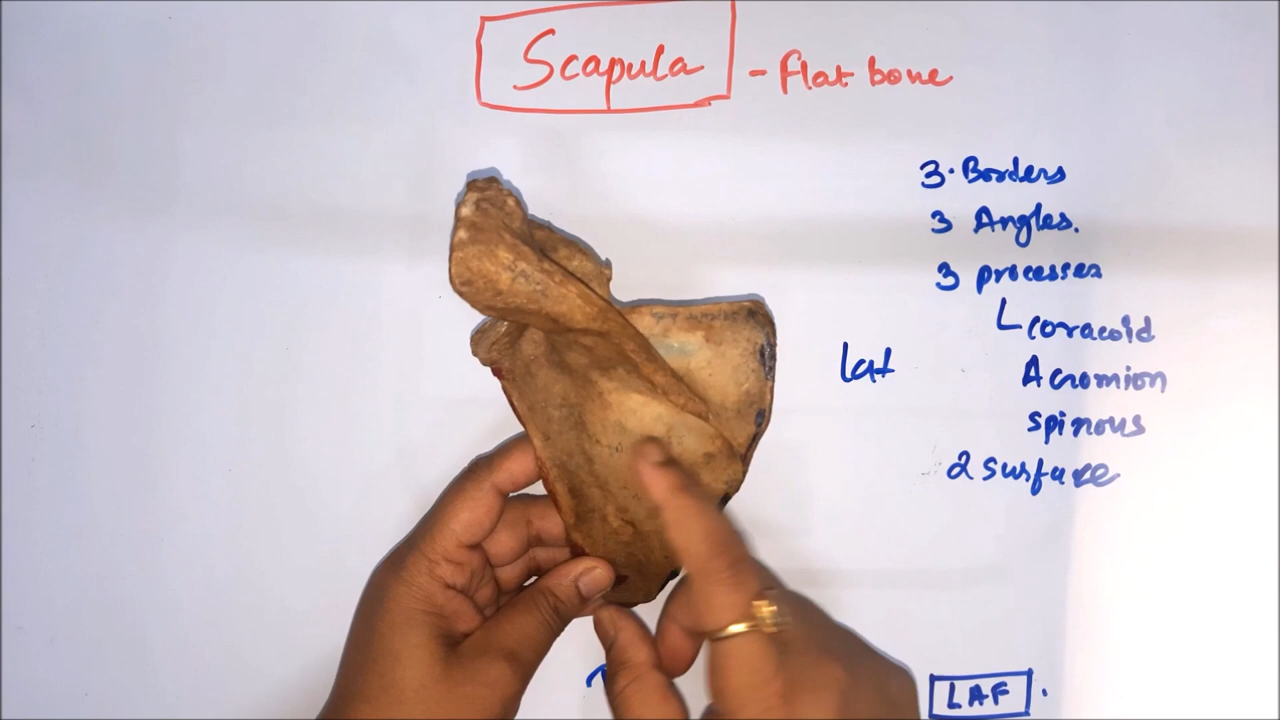 Scapula - flat bone
3. Borders
3 Angles.
3 processes
coracoid
lat
Acromion
spinous
2 surface
LAF.